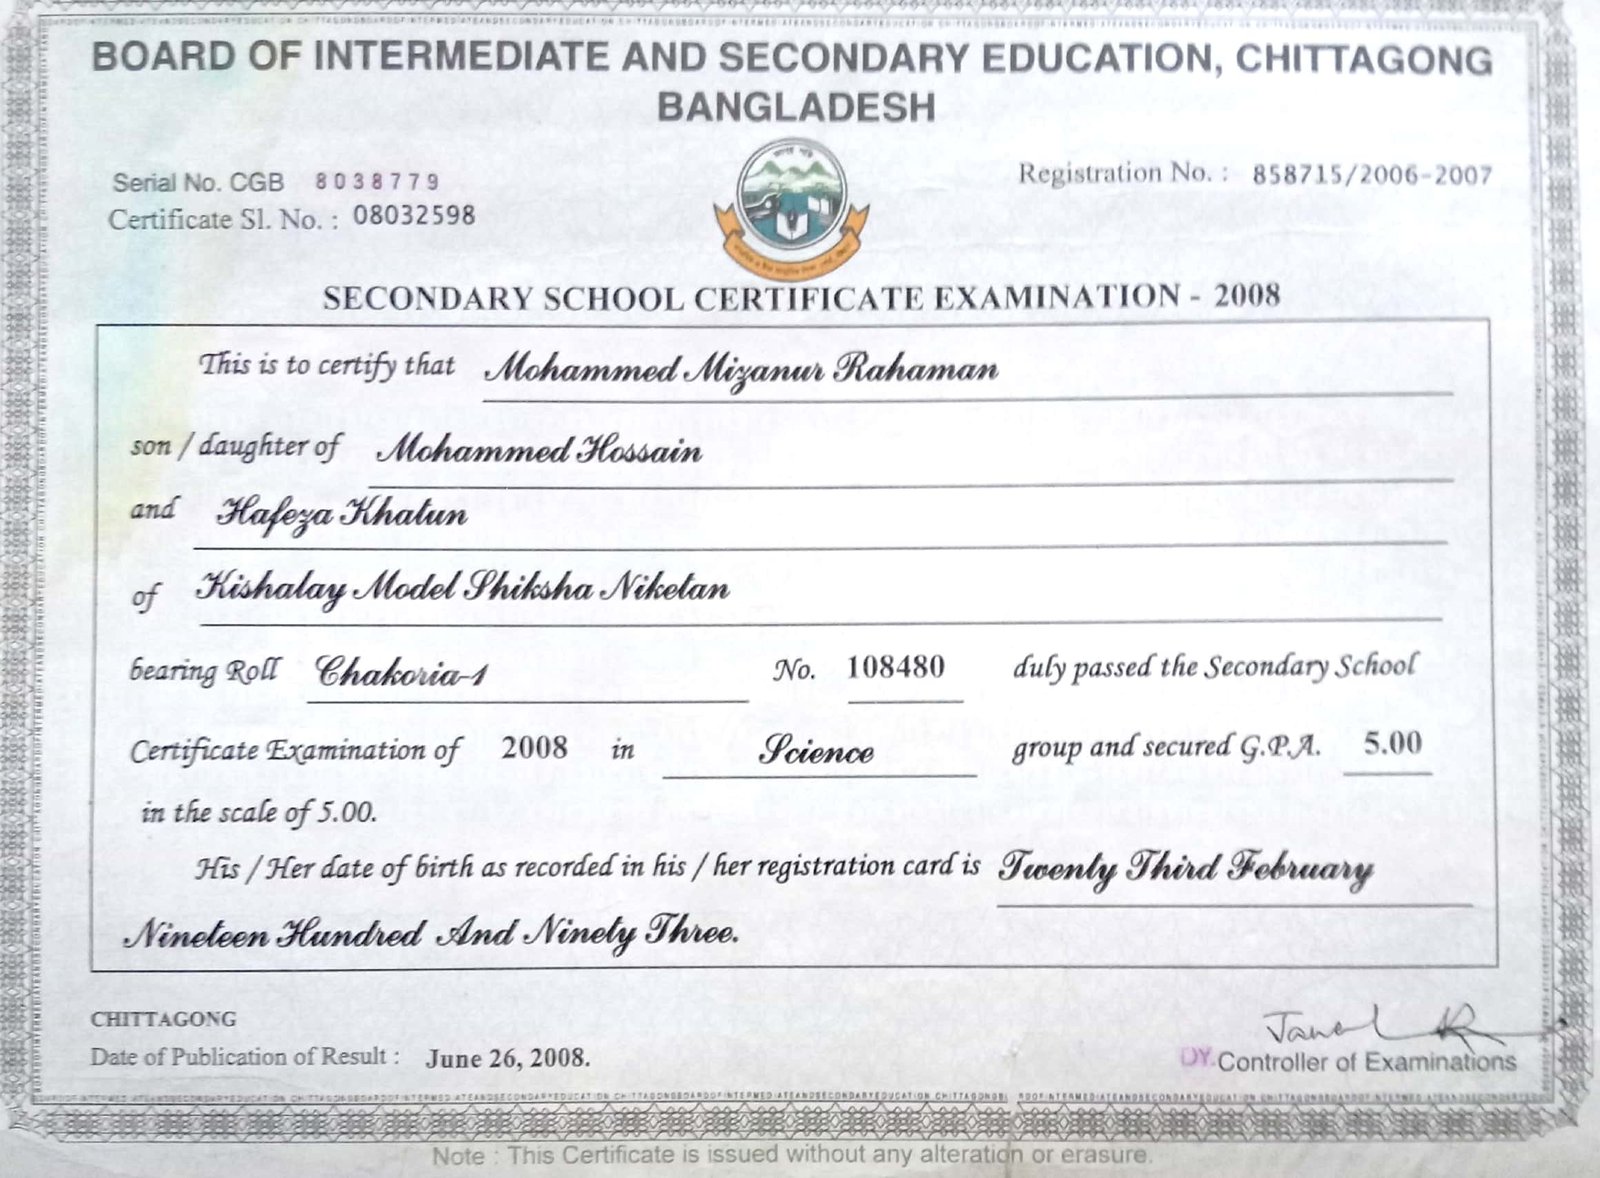 BOARD OF INTERMEDIATE AND SECONDARY EDUCATION, CHITTAGONG
BANGLADESH
Serial No. CGB 8038779
Registration No. : 858715/2006-2007
Certificate Sl. No. : 08032598
SECONDARY SCHOOL CERTIFICATE EXAMINATION - 2008
This is to certify that Mohammed Mizanur Rahaman
son / daughter of Mohammed Hossain
and Hafeza Khatun
of Kishalay Model Shiksha Niketan
bearing Roll Chakoria-1 No. 108480 duly passed the Secondary School
Certificate Examination of 2008 in Science group and secured G.P.A. 5.00
in the scale of 5.00.
His / Her date of birth as recorded in his / her registration card is Twenty Third February
Nineteen Hundred And Ninety Three.
CHITTAGONG
Date of Publication of Result : June 26, 2008.
DY. Controller of Examinations
Note : This Certificate is issued without any alteration or erasure.